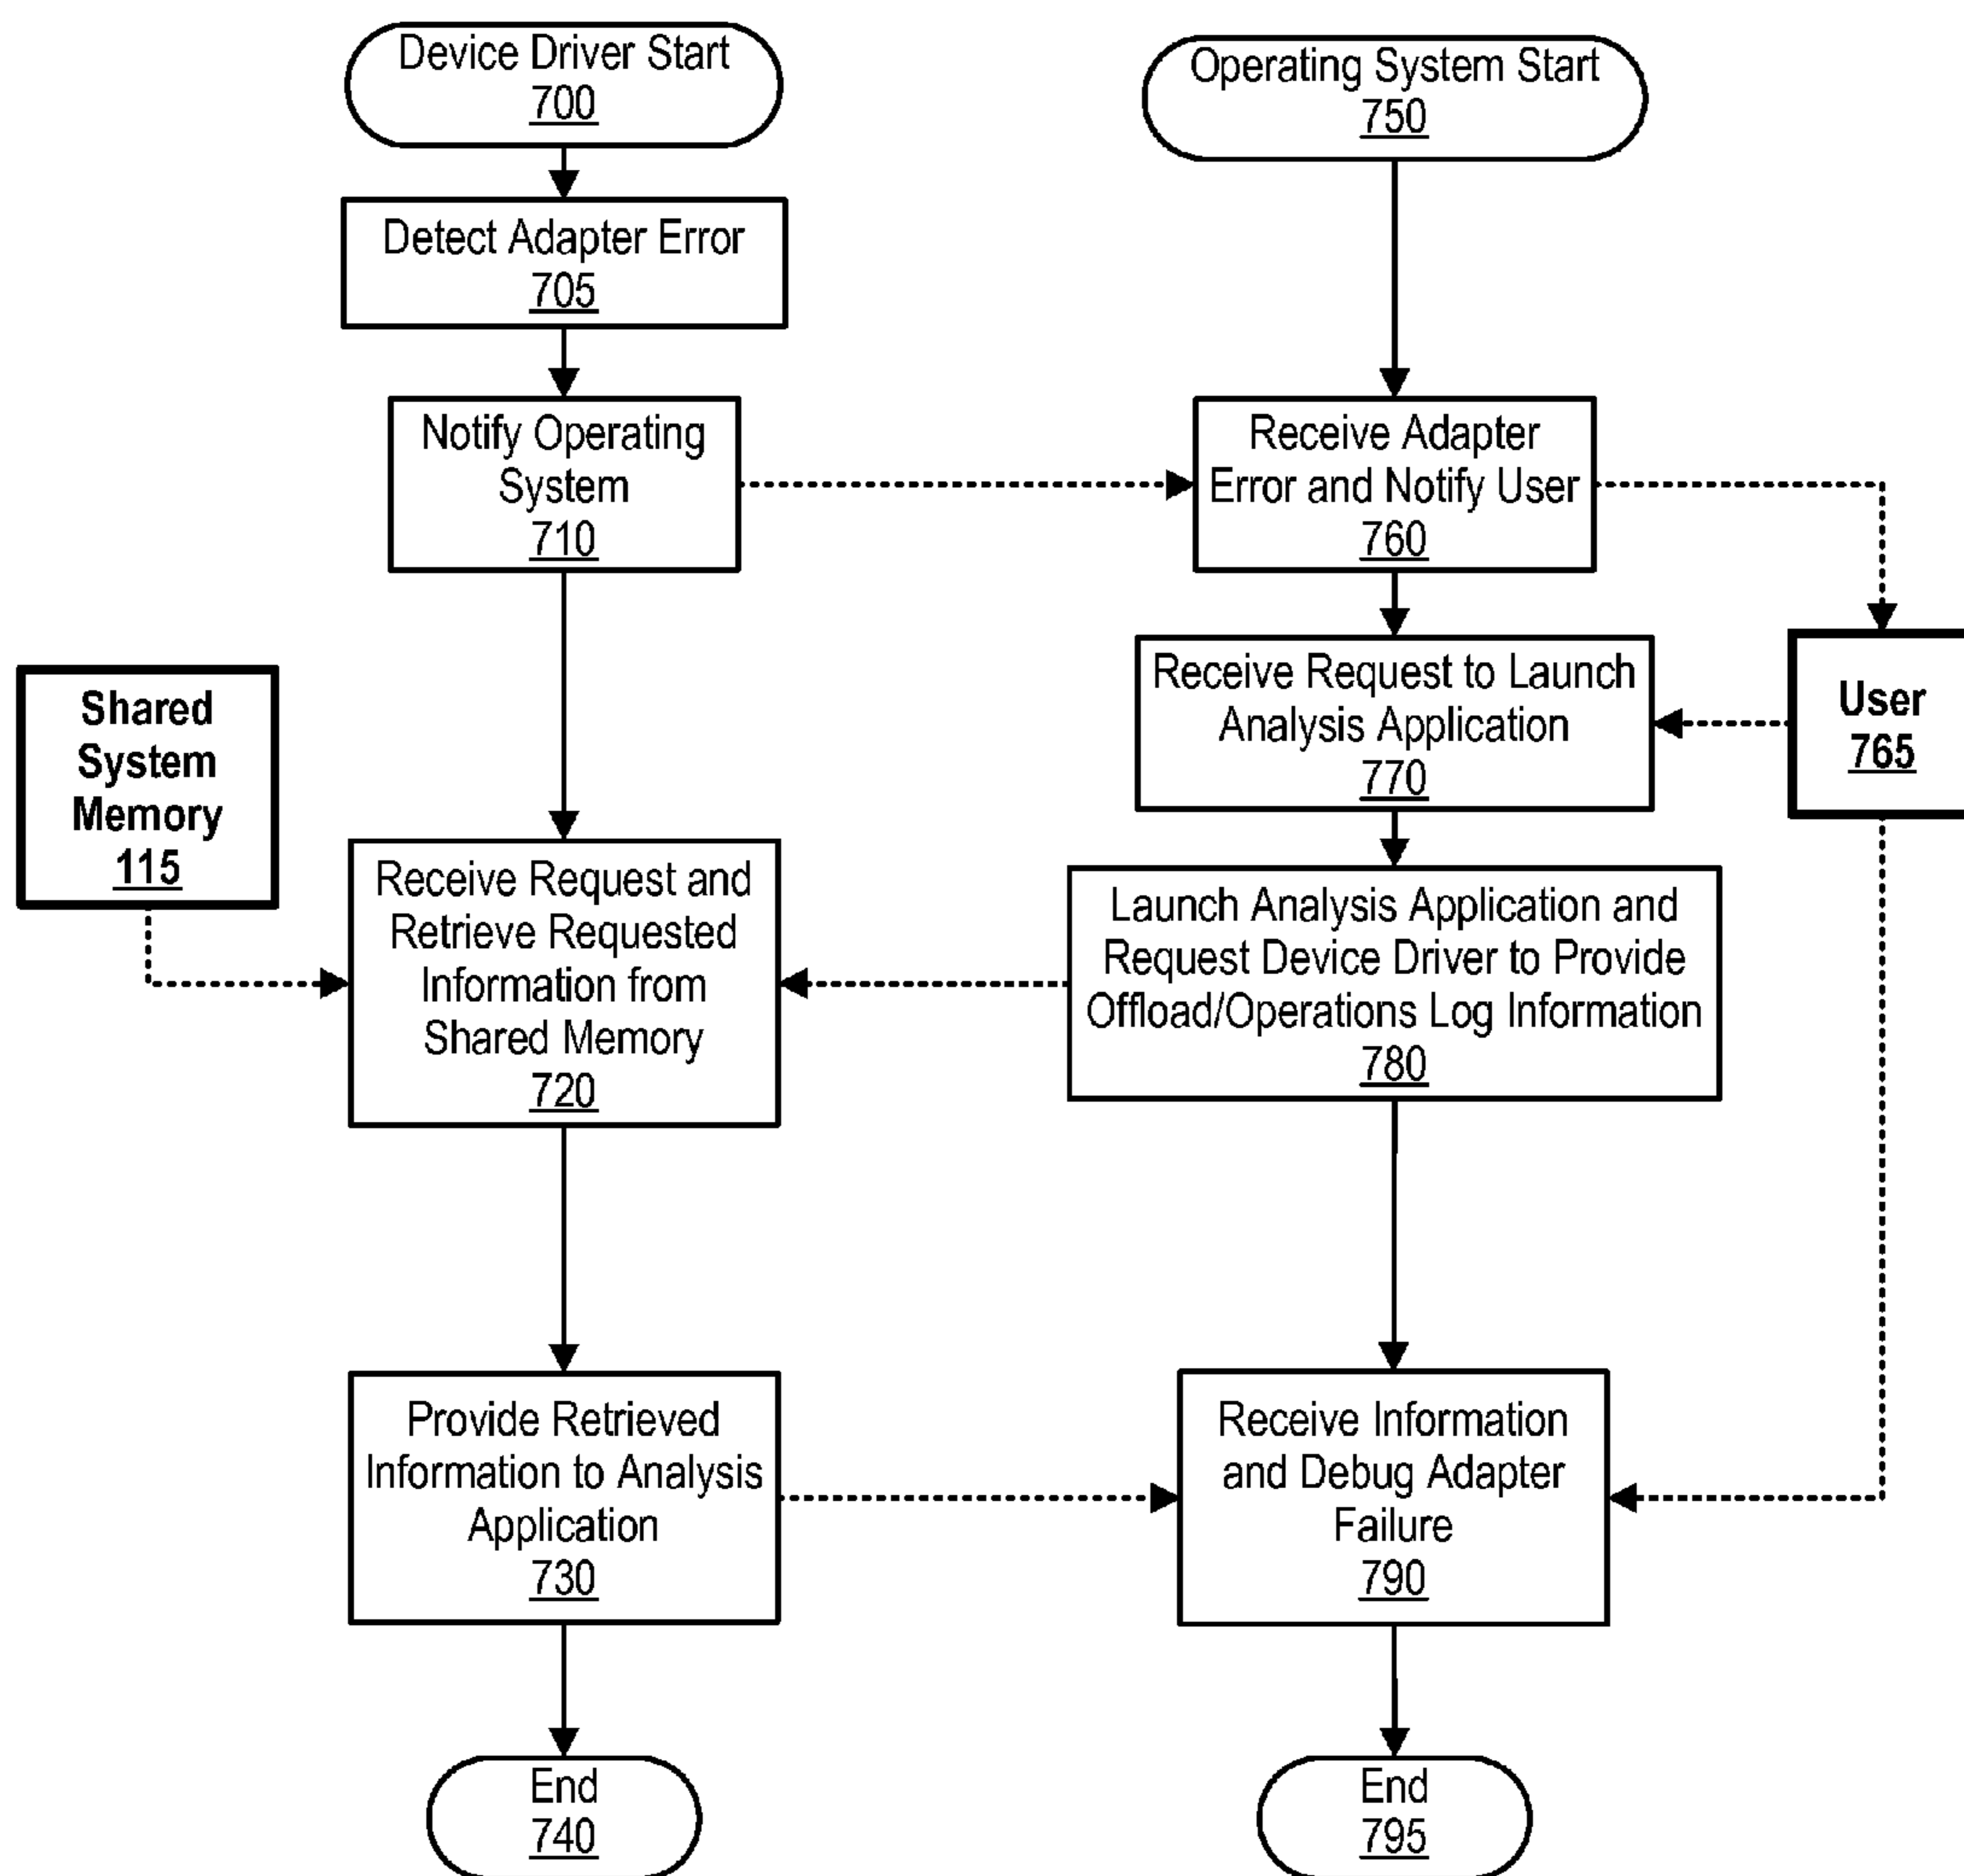 Device Driver Start
700
Operating System Start
750
Detect Adapter Error
705
Notify Operating
System
710
Receive Adapter
Error and Notify User
760
Shared
System
Memory
115
Receive Request to Launch
Analysis Application
770
User
765
Receive Request and
Retrieve Requested
Information from
Shared Memory
720
Launch Analysis Application and
Request Device Driver to Provide
Offload/Operations Log Information
780
Provide Retrieved
Information to Analysis
Application
730
Receive Information
and Debug Adapter
Failure
790
End
740
End
795